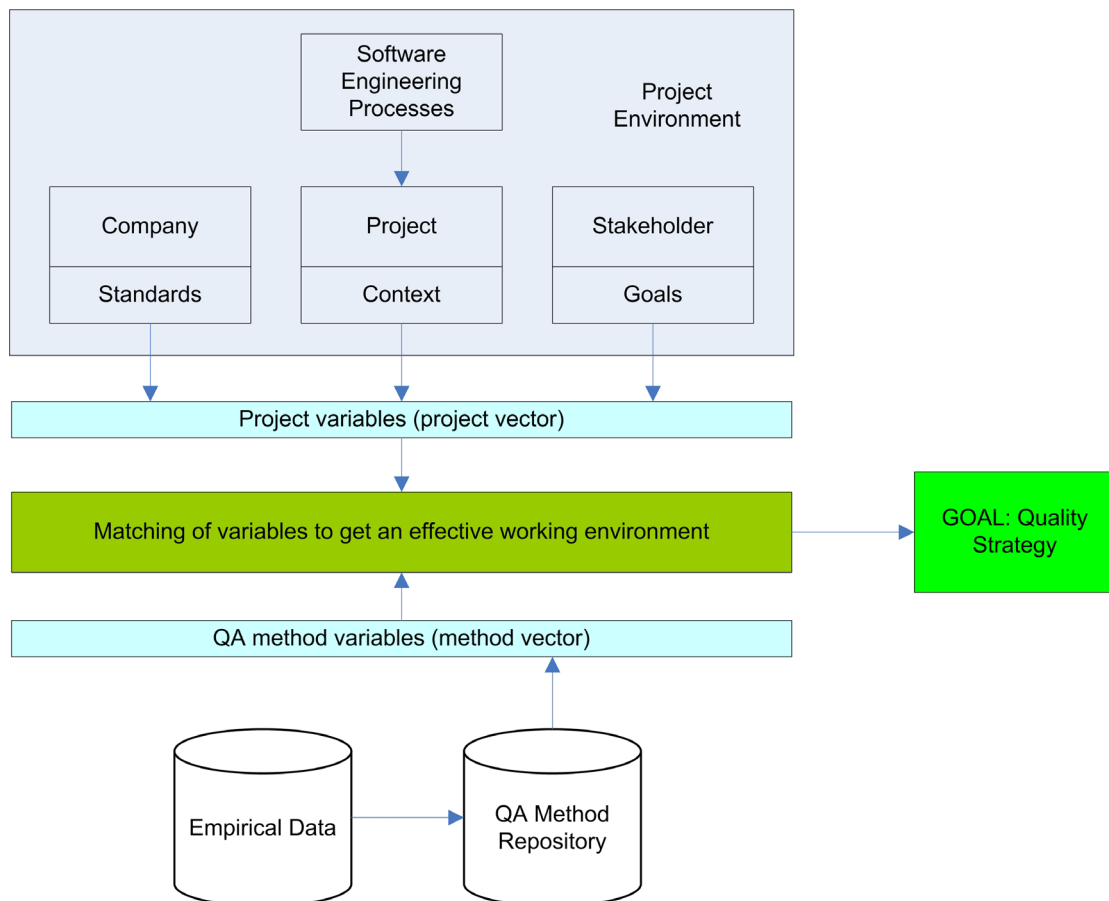 Software
Engineering
Processes
Project
Environment
Company
Project
Stakeholder
Standards
Context
Goals
Project variables (project vector)
Matching of variables to get an effective working environment
GOAL: Quality
Strategy
QA method variables (method vector)
Empirical Data
QA Method
Repository